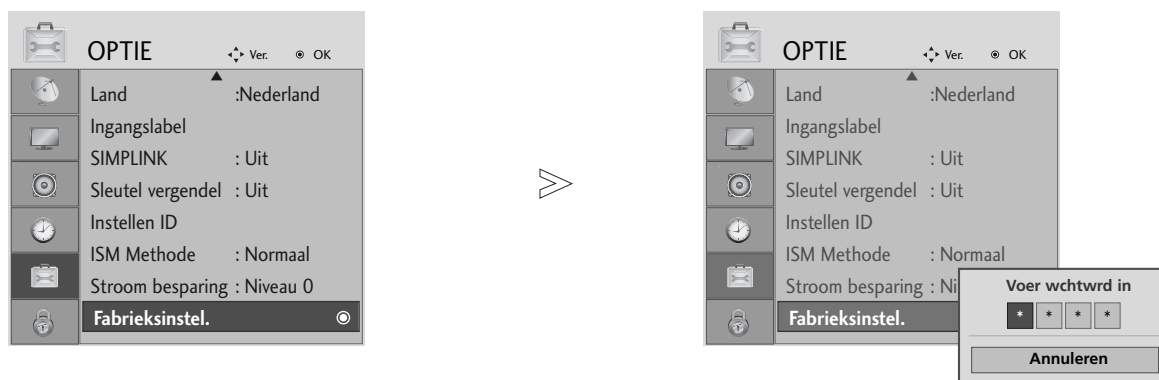 OPTIE Ver. OK
Land :Nederland
Ingangslabel
SIMPLINK : Uit
Sleutel vergendel : Uit
Instellen ID
ISM Methode : Normaal
Stroom besparing : Niveau 0
Fabrieksinstel.
OPTIE Ver. OK
Land :Nederland
Ingangslabel
SIMPLINK : Uit
Sleutel vergendel : Uit
Instellen ID
ISM Methode : Normaal
Stroom besparing : Ni
Fabrieksinstel.
Voer wchtwrd in
* * * *
Annuleren